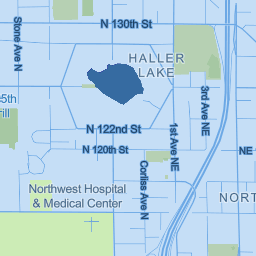 N 130th St
Stone Ave N
HALLER
LAKE
3rd Ave NE
5th
N 122nd St
1st Ave NE
N 120th St
NE
Corliss Ave N
Northwest Hospital
& Medical Center
NORT